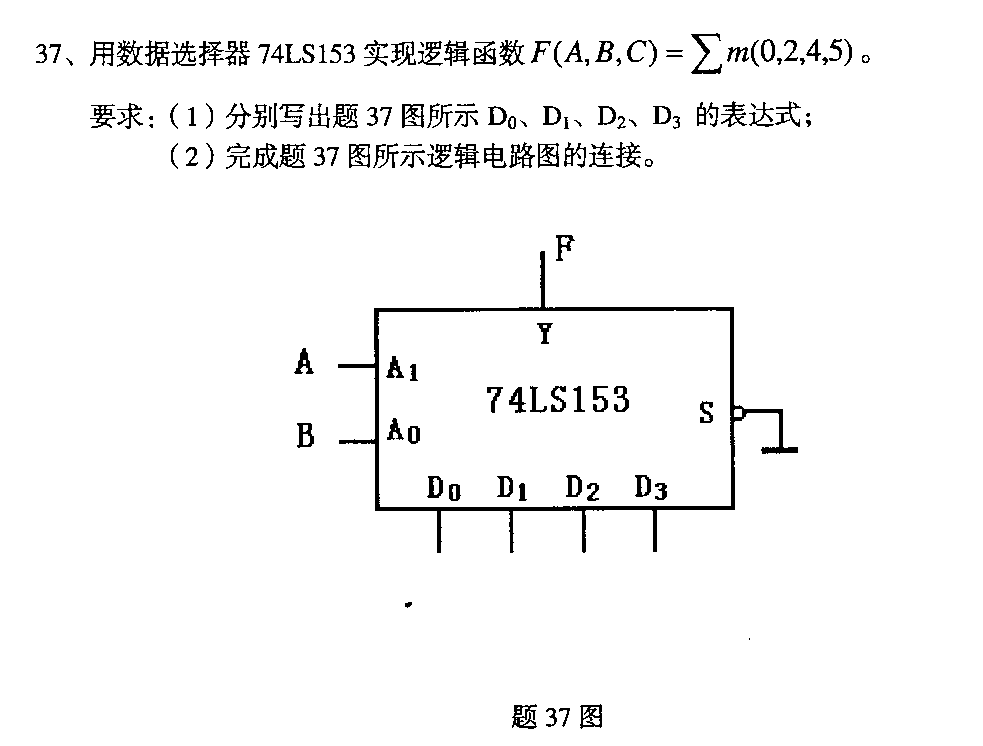 37、用数据选择器 74LS153 实现逻辑函数 F(A,B,C)=∑m(0,2,4,5)。
要求：（1）分别写出题 37 图所示 D₀、D₁、D₂、D₃ 的表达式；
（2）完成题 37 图所示逻辑电路图的连接。
F
Y
A
A1
74LS153
S
B
A0
D0 D1 D2 D3
题 37 图